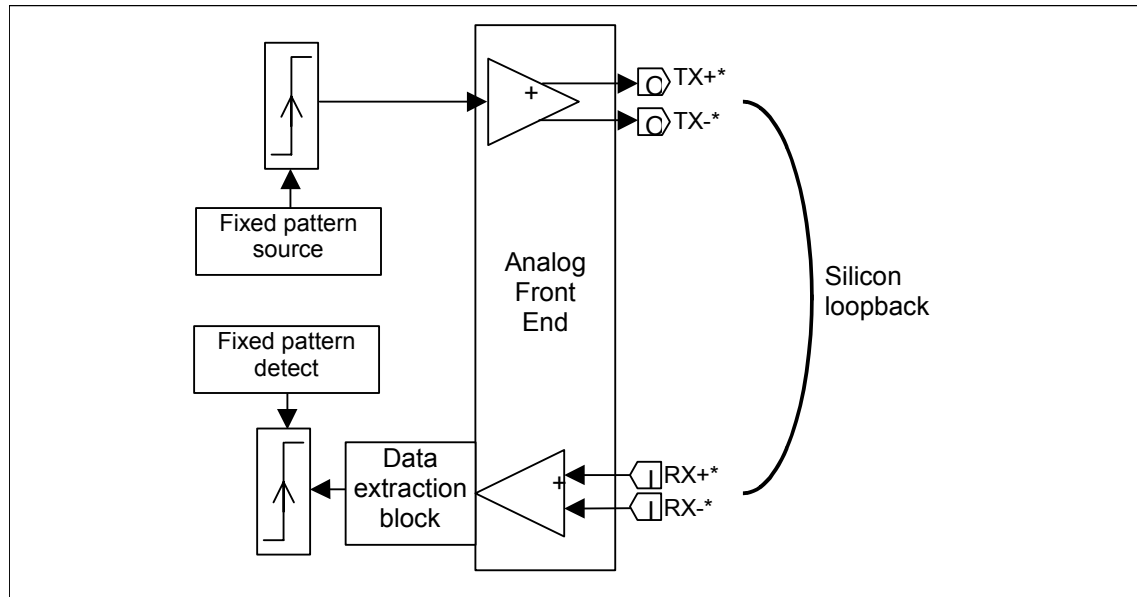 +
O TX+*
O TX-*
Fixed pattern
source
Analog
Front
End
Silicon
loopback
Fixed pattern
detect
Data
extraction
block
+
I RX+*
I RX-*